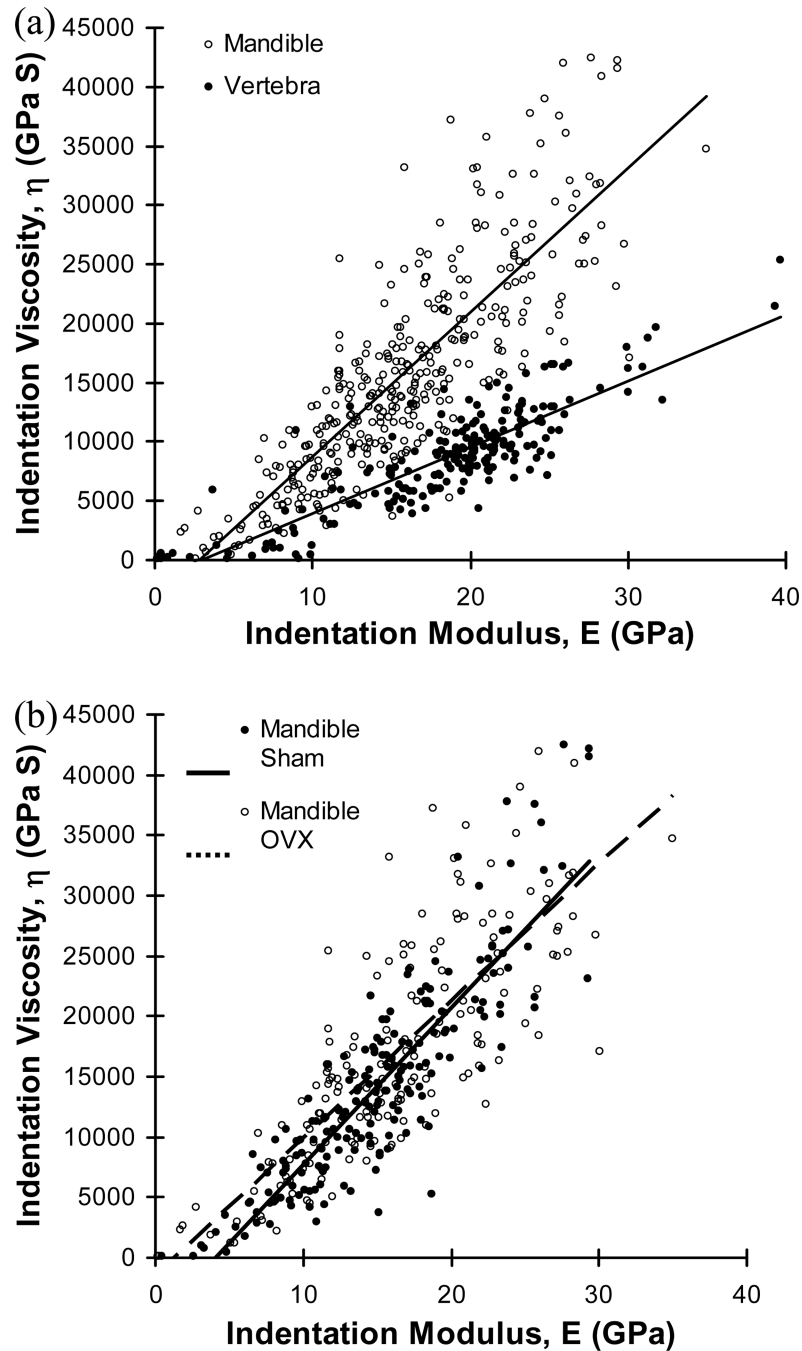 (a)
45000
40000
35000
30000
25000
20000
15000
10000
5000
0
Indentation Viscosity, η (GPa S)
Mandible
Vertebra
0 10 20 30 40
Indentation Modulus, E (GPa)
(b)
45000
40000
35000
30000
25000
20000
15000
10000
5000
0
Indentation Viscosity, η (GPa S)
Mandible
Sham
Mandible
OVX
0 10 20 30 40
Indentation Modulus, E (GPa)